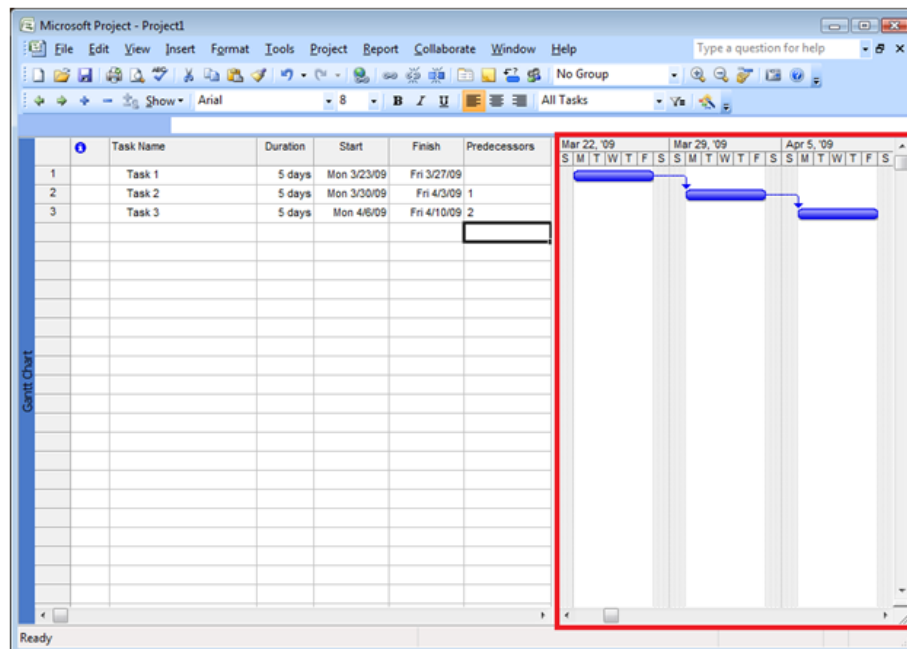 Microsoft Project - Project1
File Edit View Insert Format Tools Project Report Collaborate Window Help Type a question for help
No Group
Show Arial 8 B I U All Tasks
Task Name Duration Start Finish Predecessors Mar 22, '09 Mar 29, '09 Apr 5, '09
S M T W T F S S M T W T F S S M T W T F S
1 Task 1 5 days Mon 3/23/09 Fri 3/27/09
2 Task 2 5 days Mon 3/30/09 Fri 4/3/09 1
3 Task 3 5 days Mon 4/6/09 Fri 4/10/09 2
Gantt Chart
Ready